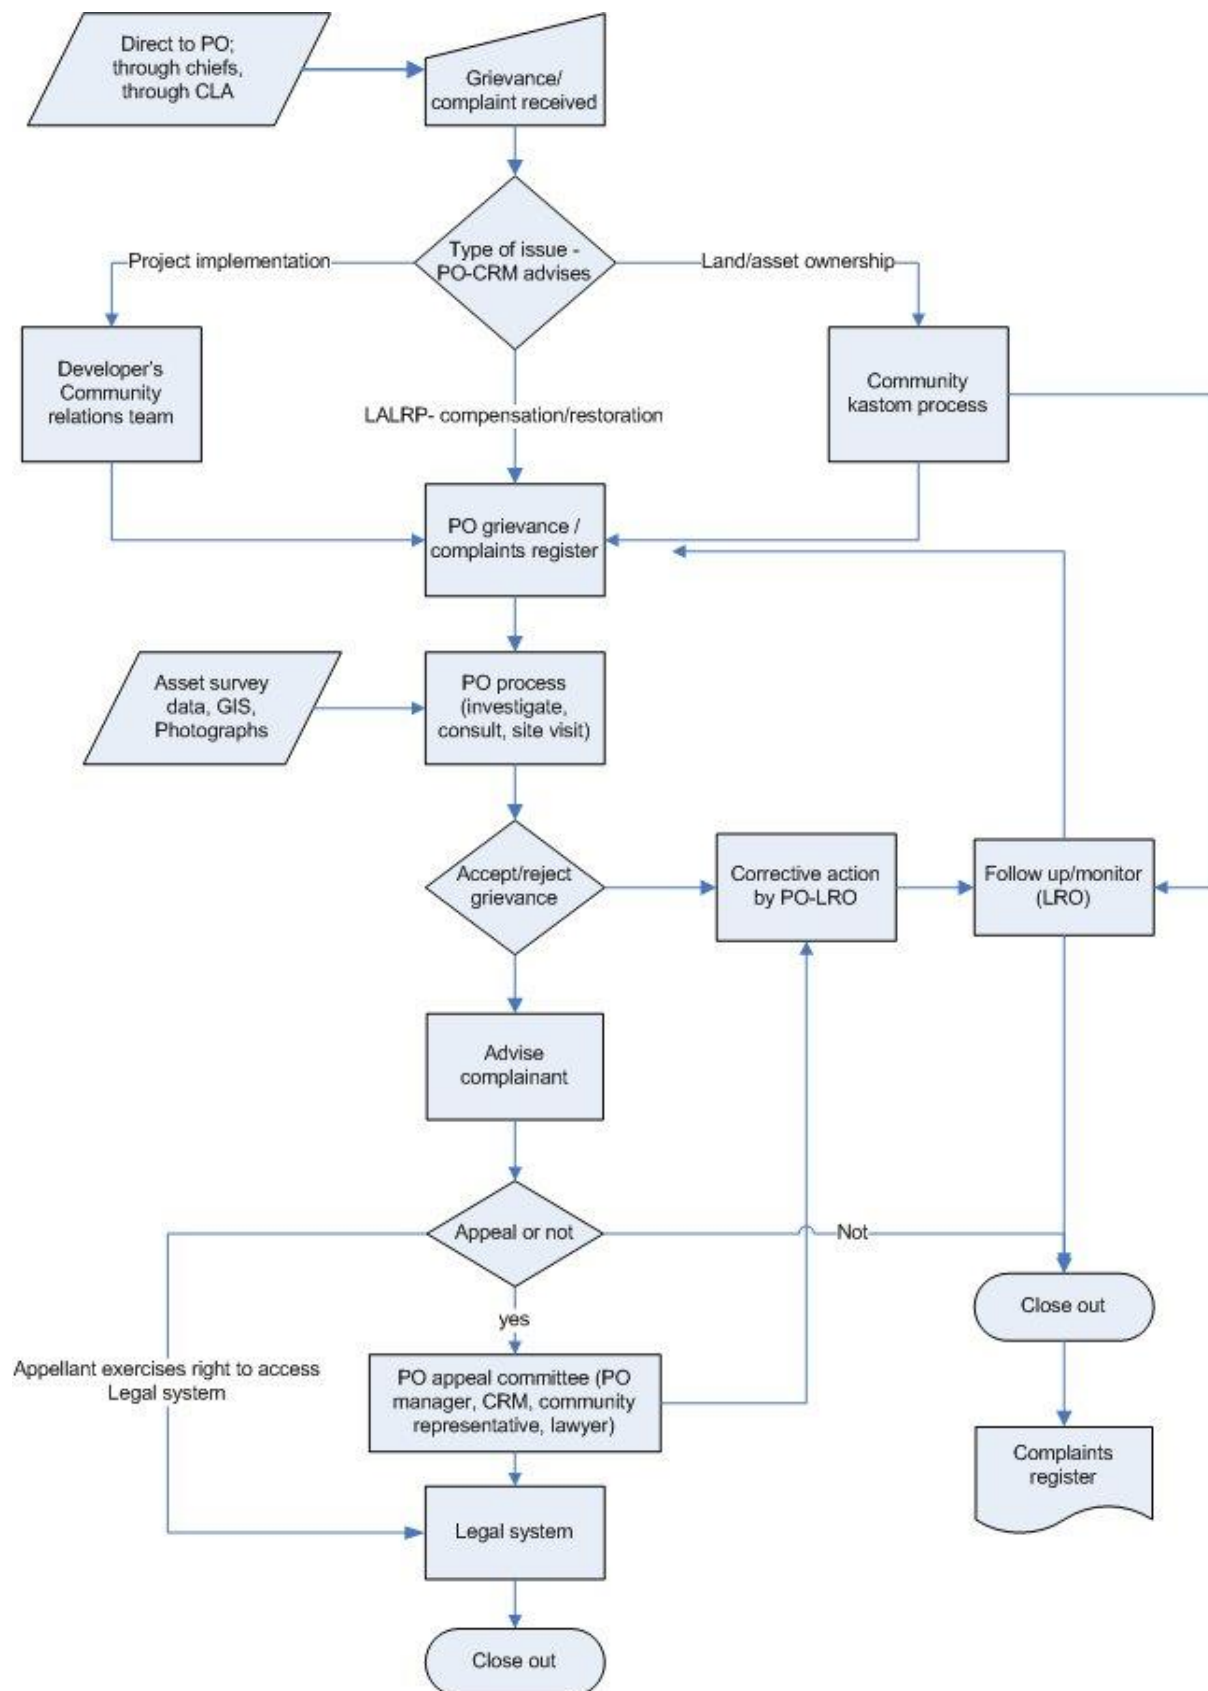 Direct to PO;
through chiefs,
through CLA
Grievance/
complaint received
Type of issue -
PO-CRM advises
Project implementation
Land/asset ownership
Developer's
Community
relations team
Community
kastom process
LALRP- compensation/restoration
PO grievance /
complaints register
Asset survey
data, GIS,
Photographs
PO process
(investigate,
consult, site visit)
Accept/reject
grievance
Corrective action
by PO-LRO
Follow up/monitor
(LRO)
Advise
complainant
Appeal or not
Not
yes
Close out
Appellant exercises right to access
Legal system
PO appeal committee (PO
manager, CRM, community
representative, lawyer)
Complaints
register
Legal system
Close out